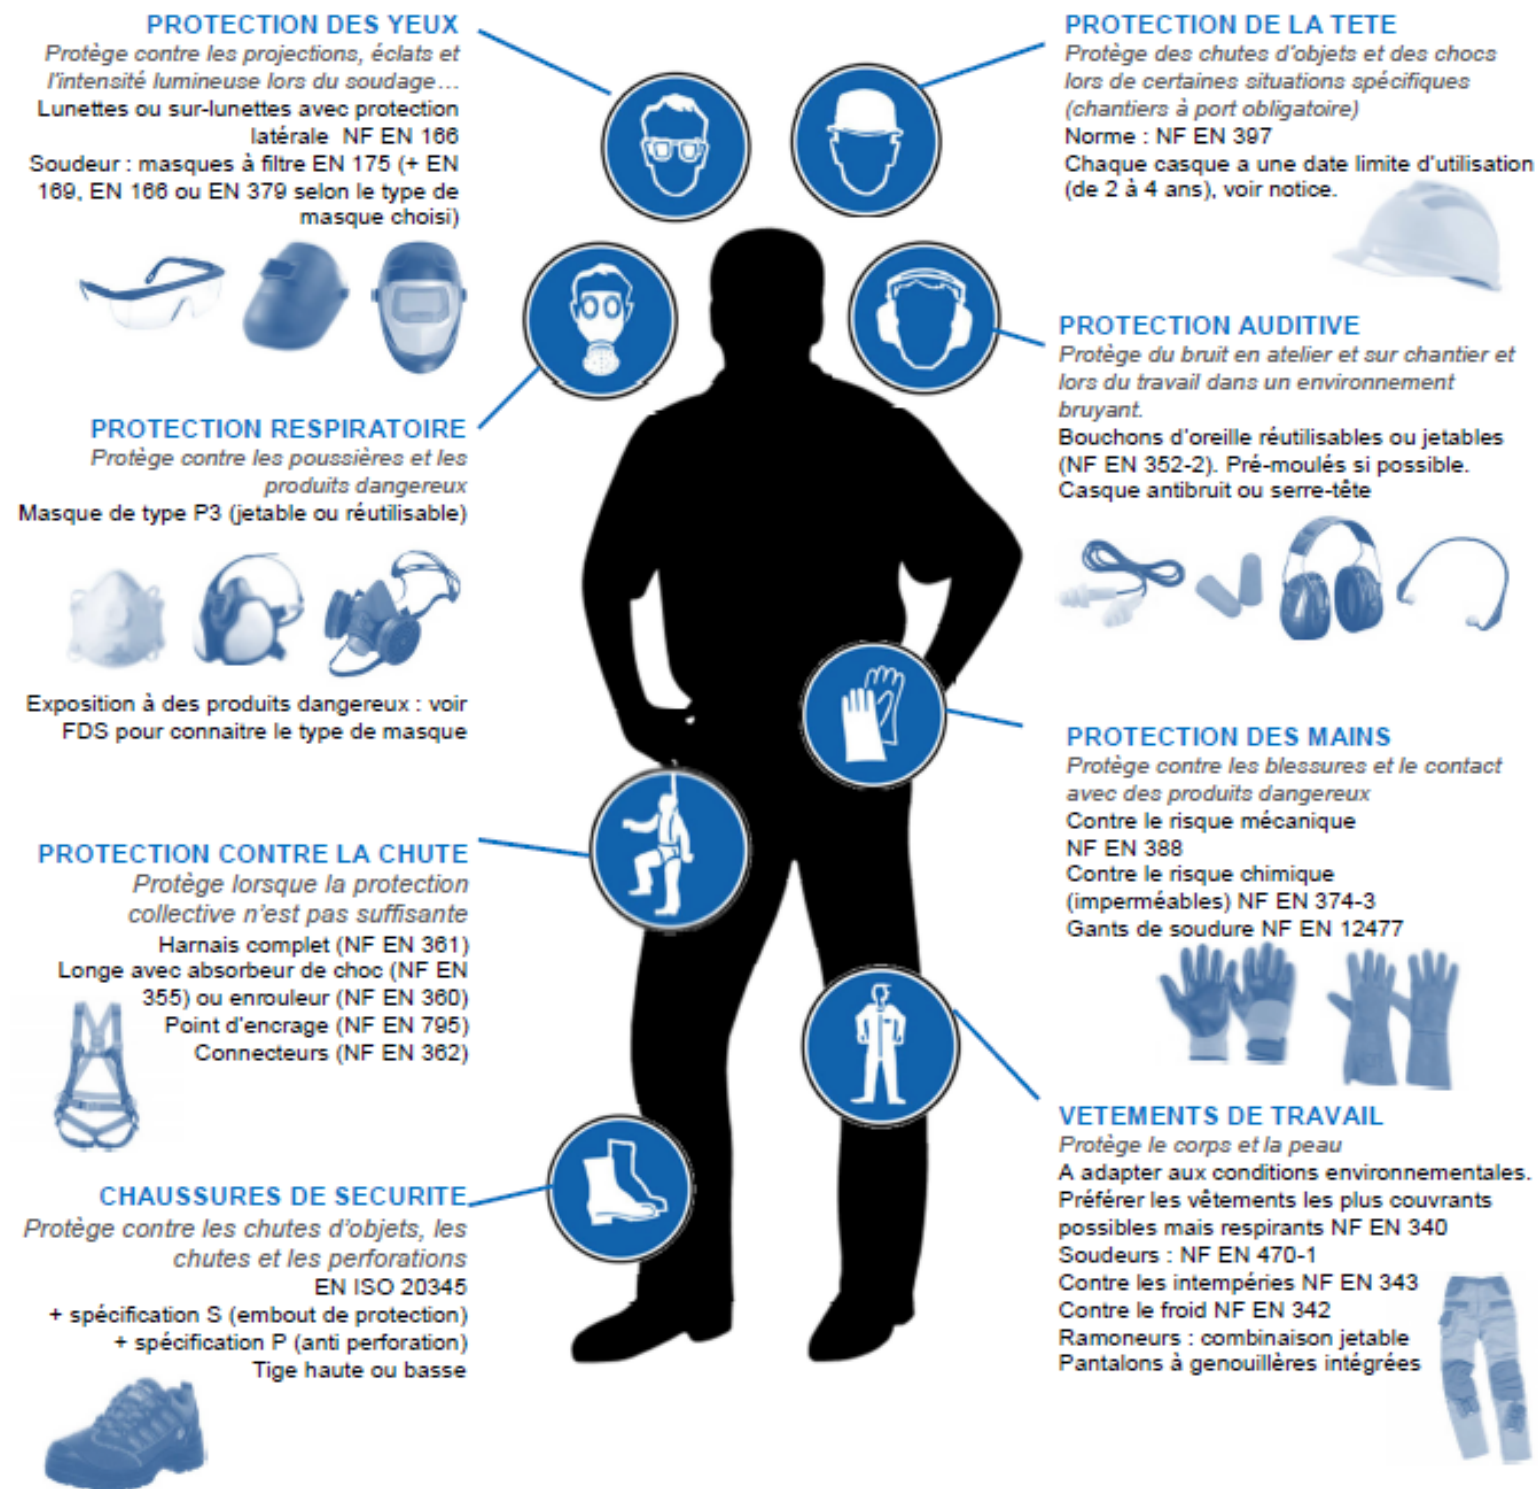 PROTECTION DES YEUX
Protège contre les projections, éclats et
l'intensité lumineuse lors du soudage...
Lunettes ou sur-lunettes avec protection
latérale NF EN 166
Soudeur : masques à filtre EN 175 (+ EN
169, EN 166 ou EN 379 selon le type de
masque choisi)
PROTECTION RESPIRATOIRE
Protège contre les poussières et les
produits dangereux
Masque de type P3 (jetable ou réutilisable)
Exposition à des produits dangereux : voir
FDS pour connaitre le type de masque
PROTECTION CONTRE LA CHUTE
Protège lorsque la protection
collective n'est pas suffisante
Harnais complet (NF EN 361)
Longe avec absorbeur de choc (NF EN
355) ou enrouleur (NF EN 360)
Point d'encrage (NF EN 795)
Connecteurs (NF EN 362)
CHAUSSURES DE SECURITE
Protège contre les chutes d'objets, les
chutes et les perforations
EN ISO 20345
+ spécification S (embout de protection)
+ spécification P (anti perforation)
Tige haute ou basse
PROTECTION DE LA TETE
Protège des chutes d'objets et des chocs
lors de certaines situations spécifiques
(chantiers à port obligatoire)
Norme : NF EN 397
Chaque casque a une date limite d'utilisation
(de 2 à 4 ans), voir notice.
PROTECTION AUDITIVE
Protège du bruit en atelier et sur chantier et
lors du travail dans un environnement
bruyant.
Bouchons d'oreille réutilisables ou jetables
(NF EN 352-2). Pré-moulés si possible.
Casque antibruit ou serre-tête
PROTECTION DES MAINS
Protège contre les blessures et le contact
avec des produits dangereux
Contre le risque mécanique
NF EN 388
Contre le risque chimique
(imperméables) NF EN 374-3
Gants de soudure NF EN 12477
VETEMENTS DE TRAVAIL
Protège le corps et la peau
A adapter aux conditions environnementales.
Préférer les vêtements les plus couvrants
possibles mais respirants NF EN 340
Soudeurs : NF EN 470-1
Contre les intempéries NF EN 343
Contre le froid NF EN 342
Ramoneurs : combinaison jetable
Pantalons à genouillères intégrées